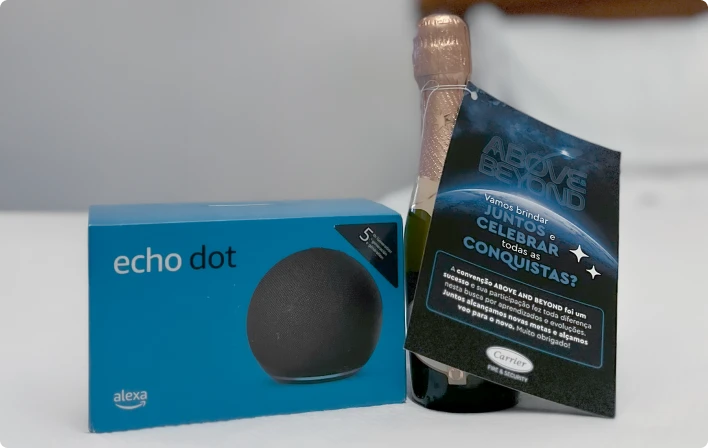 echo dot
5ª
alexa
ABOVE
BEYOND
Vamos brindar
JUNTOS e
CELEBRAR
todas as
CONQUISTAS?
A convenção ABOVE AND BEYOND foi um
sucesso e sua participação fez toda diferença
nesta busca por aprendizados e evoluções.
Juntos alcançamos novas metas e alçamos
voo para o novo. Muito obrigado!
Carrier
FIRE & SECURITY